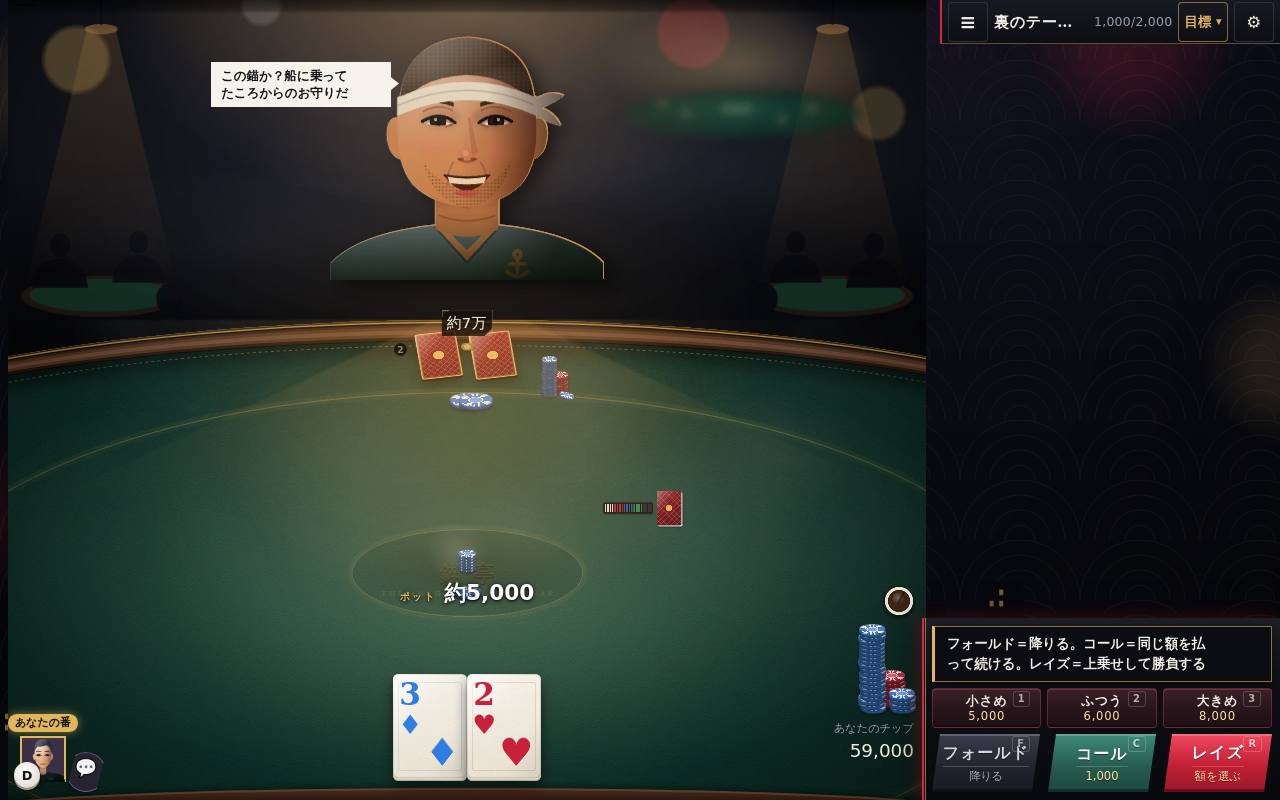 裏のテー…
1,000/2,000
目標 ▾
この錨か？船に乗って
たころからのお守りだ
約7万
2
ポット 約5,000
あなたのチップ
59,000
あなたの番
D
3
2
フォールド＝降りる。コール＝同じ額を払
って続ける。レイズ＝上乗せして勝負する
小さめ 1
5,000
ふつう 2
6,000
大きめ 3
8,000
フォールド F
降りる
コール C
1,000
レイズ R
額を選ぶ